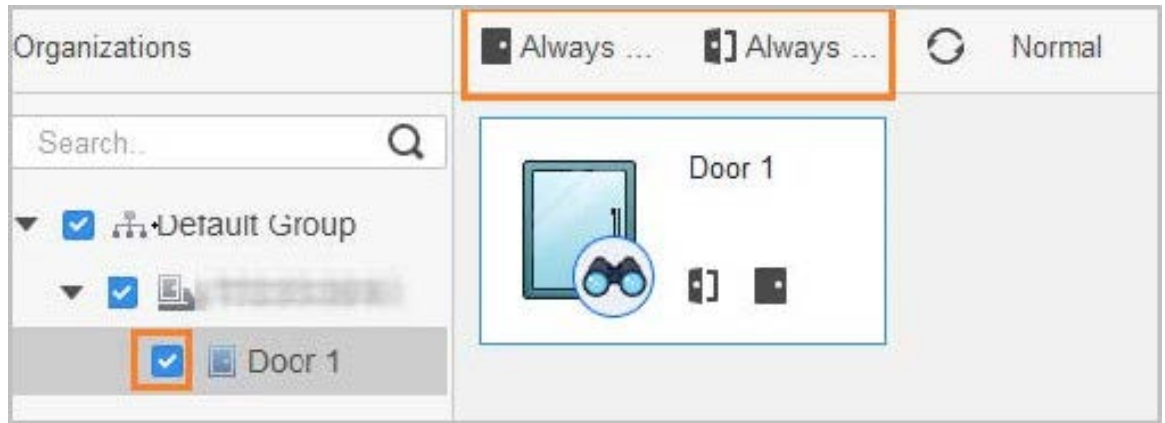 Organizations
Always ... Always ... Normal
Search..
Door 1
Default Group
Door 1